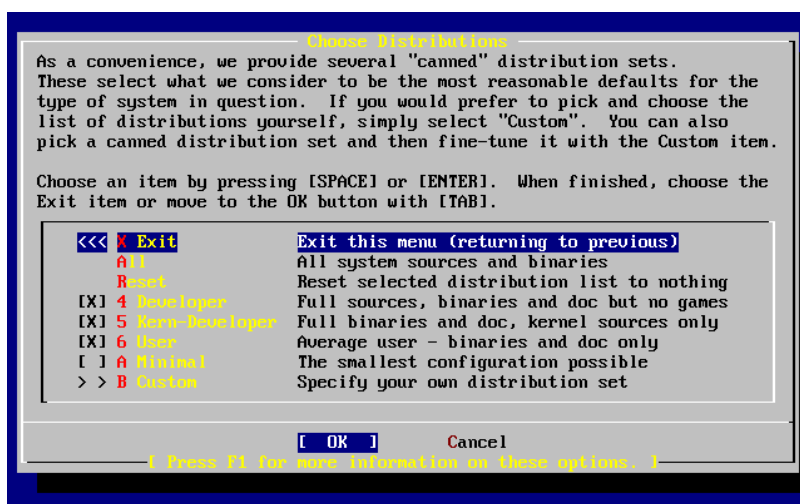 Choose Distributions
As a convenience, we provide several "canned" distribution sets.
These select what we consider to be the most reasonable defaults for the
type of system in question.  If you would prefer to pick and choose the
list of distributions yourself, simply select "Custom".  You can also
pick a canned distribution set and then fine-tune it with the Custom item.
Choose an item by pressing [SPACE] or [ENTER].  When finished, choose the
Exit item or move to the OK button with [TAB].
<<< X Exit Exit this menu (returning to previous)
All All system sources and binaries
Reset Reset selected distribution list to nothing
[X] 4 Developer Full sources, binaries and doc but no games
[X] 5 Kern-Developer Full binaries and doc, kernel sources only
[X] 6 User Average user - binaries and doc only
[ ] A Minimal The smallest configuration possible
> > B Custom Specify your own distribution set
[ OK ] Cancel
[ Press F1 for more information on these options. ]